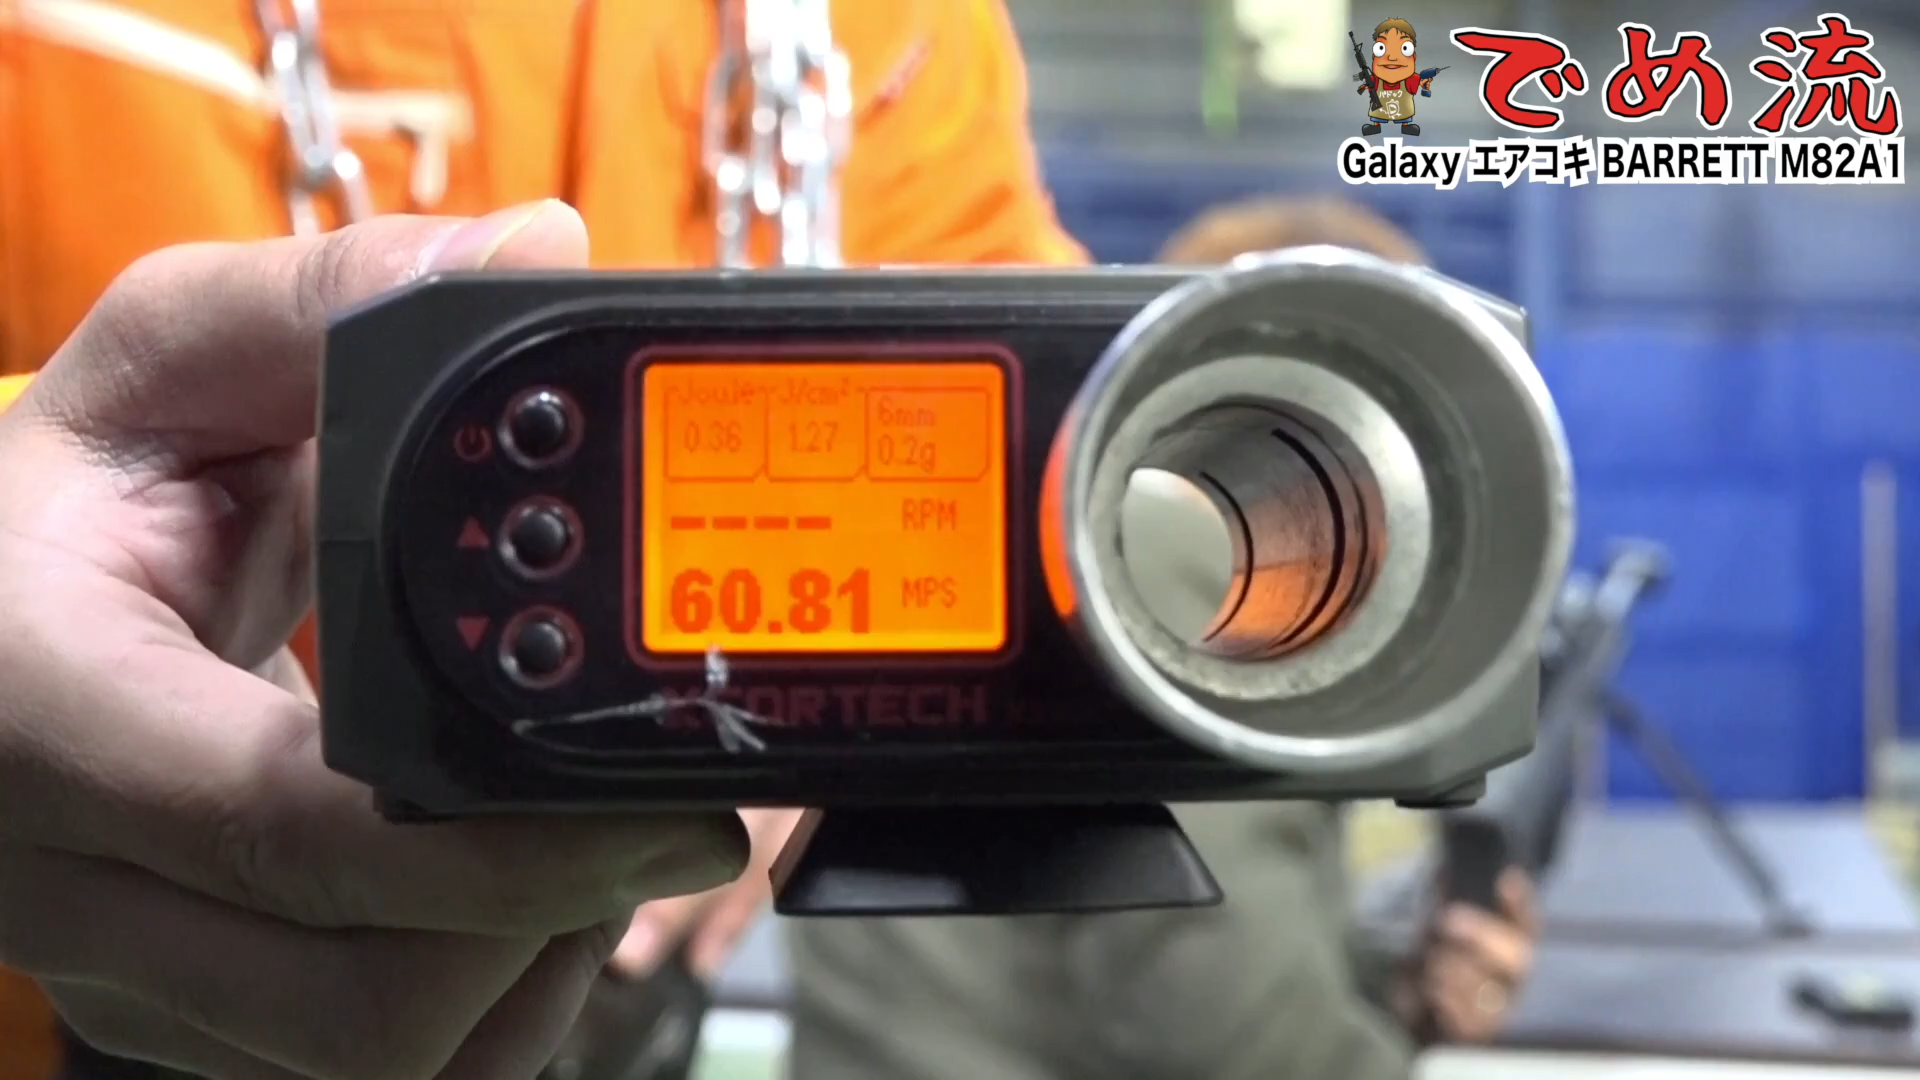 でめ流
Galaxy エアコキ BARRETT M82A1
Joule J/cm² 6mm
0.36 1.27 0.2g
---- RPM
60.81 MPS
XCORTECH